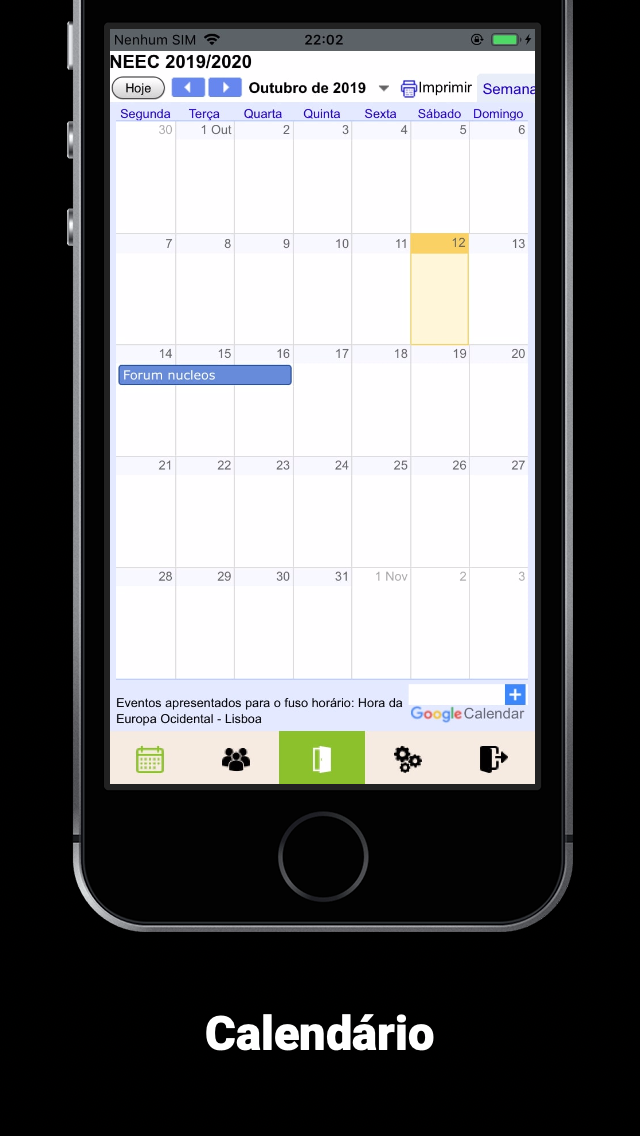 Nenhum SIM 22:02
NEEC 2019/2020
Hoje Outubro de 2019 Imprimir Semana
Segunda Terça Quarta Quinta Sexta Sábado Domingo
30 1 Out 2 3 4 5 6
7 8 9 10 11 12 13
14 15 16 17 18 19 20
Forum nucleos
21 22 23 24 25 26 27
28 29 30 31 1 Nov 2 3
Eventos apresentados para o fuso horário: Hora da
Europa Ocidental - Lisboa
Google Calendar
Calendário